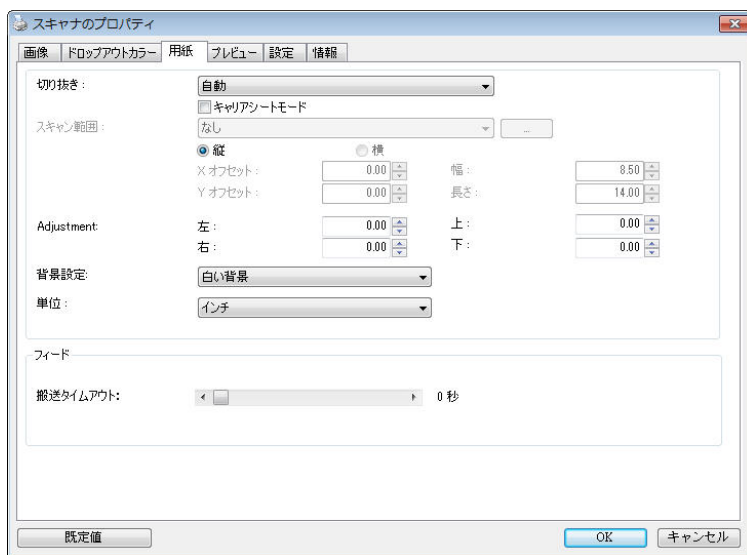 スキャナのプロパティ
画像 ドロップアウトカラー 用紙 プレビュー 設定 情報
切り抜き： 自動
キャリアシートモード
スキャン範囲： なし ...
縦 横
X オフセット： 0.00 幅： 8.50
Y オフセット： 0.00 長さ： 14.00
Adjustment: 左： 0.00 上： 0.00
右： 0.00 下： 0.00
背景設定: 白い背景
単位： インチ
フィード
搬送タイムアウト: 0 秒
既定値 OK キャンセル